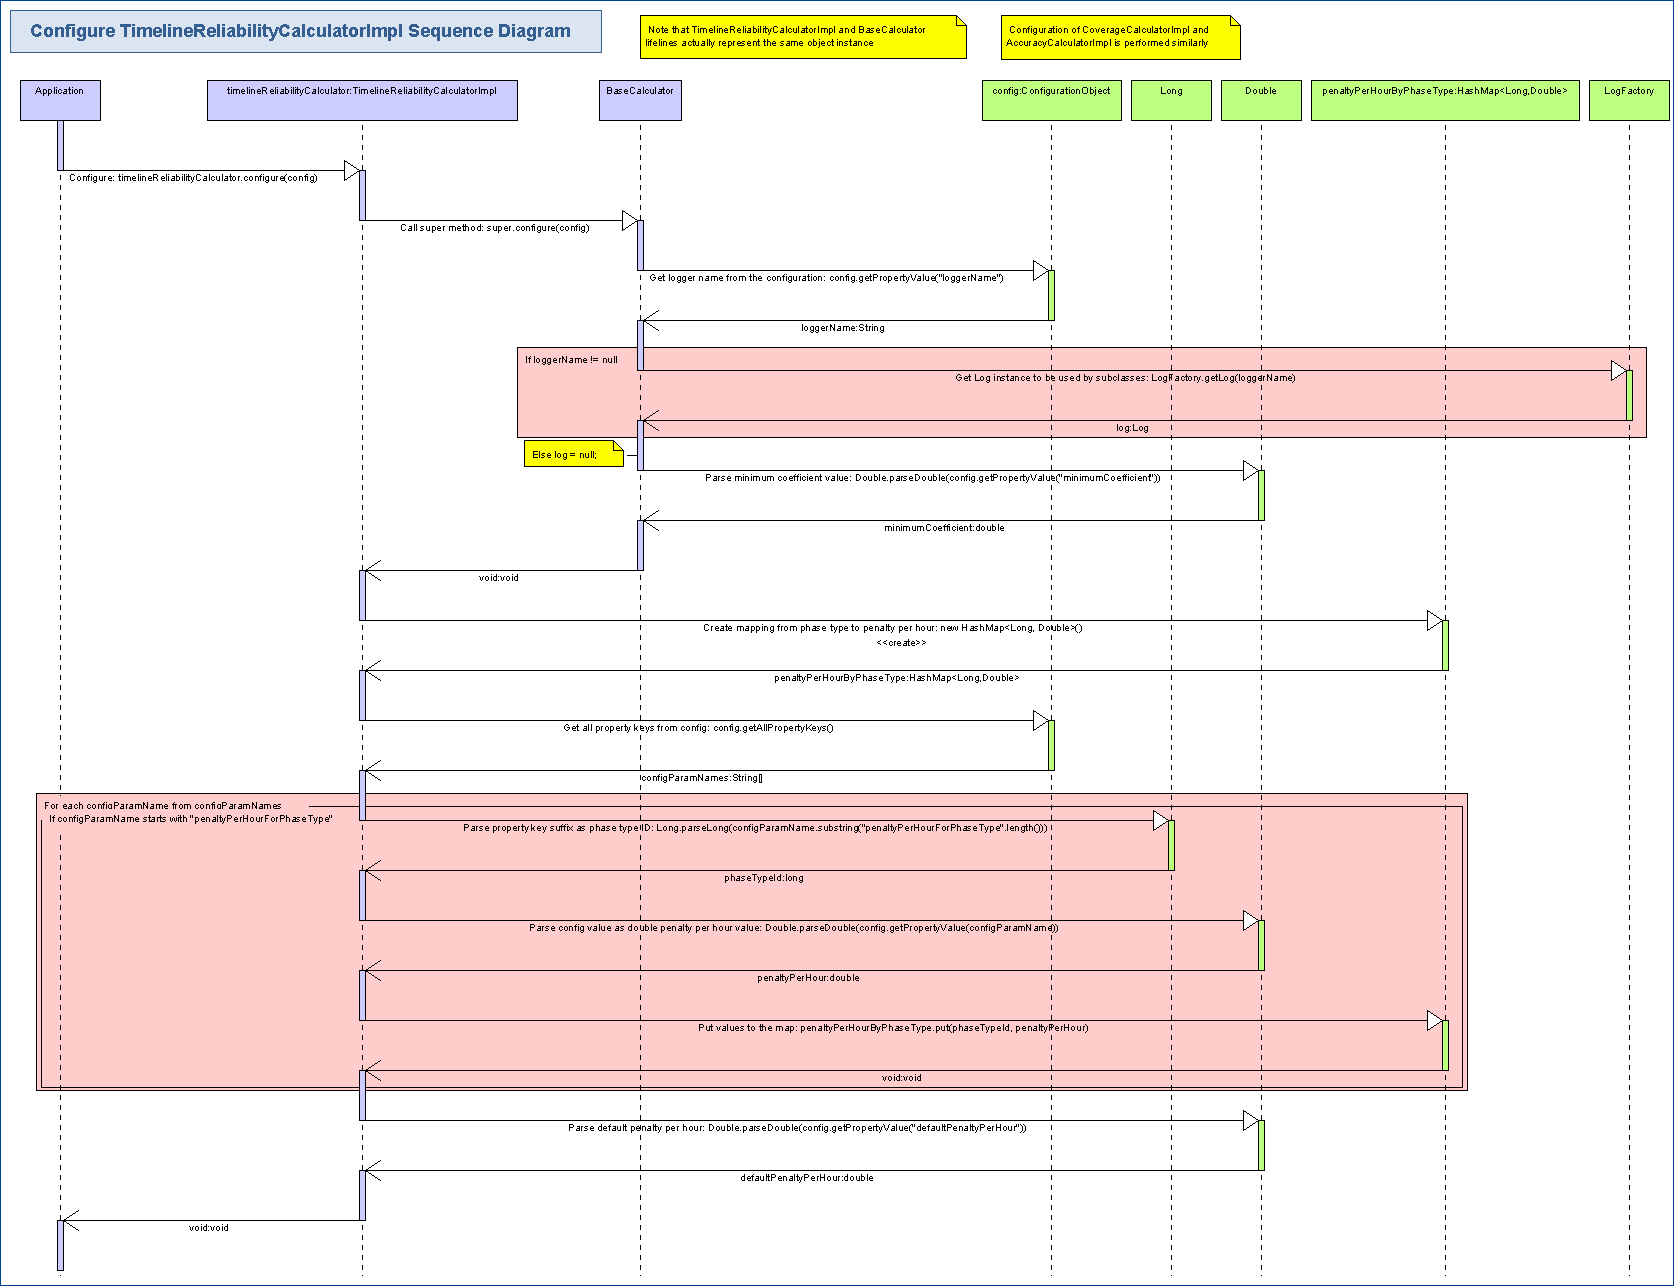 Configure TimelineReliabilityCalculatorImpl Sequence Diagram
Note that TimelineReliabilityCalculatorImpl and BaseCalculator
lifelines actually represent the same object instance
Configuration of CoverageCalculatorImpl and
AccuracyCalculatorImpl is performed similarly
Application
timelineReliabilityCalculator:TimelineReliabilityCalculatorImpl
BaseCalculator
config:ConfigurationObject
Long
Double
penaltyPerHourByPhaseType:HashMap<Long,Double>
LogFactory
Configure: timelineReliabilityCalculator.configure(config)
Call super method: super.configure(config)
Get logger name from the configuration: config.getPropertyValue("loggerName")
loggerName:String
If loggerName != null
Get Log instance to be used by subclasses: LogFactory.getLog(loggerName)
log:Log
Else log = null;
Parse minimum coefficient value: Double.parseDouble(config.getPropertyValue("minimumCoefficient"))
minimumCoefficient:double
void:void
Create mapping from phase type to penalty per hour: new HashMap<Long, Double>()
<<create>>
penaltyPerHourByPhaseType:HashMap<Long,Double>
Get all property keys from config: config.getAllPropertyKeys()
configParamNames:String[]
For each configParamName from configParamNames
If configParamName starts with "penaltyPerHourForPhaseType"
Parse property key suffix as phase type ID: Long.parseLong(configParamName.substring("penaltyPerHourForPhaseType".length()))
phaseTypeId:long
Parse config value as double penalty per hour value: Double.parseDouble(config.getPropertyValue(configParamName))
penaltyPerHour:double
Put values to the map: penaltyPerHourByPhaseType.put(phaseTypeId, penaltyPerHour)
void:void
Parse default penalty per hour: Double.parseDouble(config.getPropertyValue("defaultPenaltyPerHour"))
defaultPenaltyPerHour:double
void:void